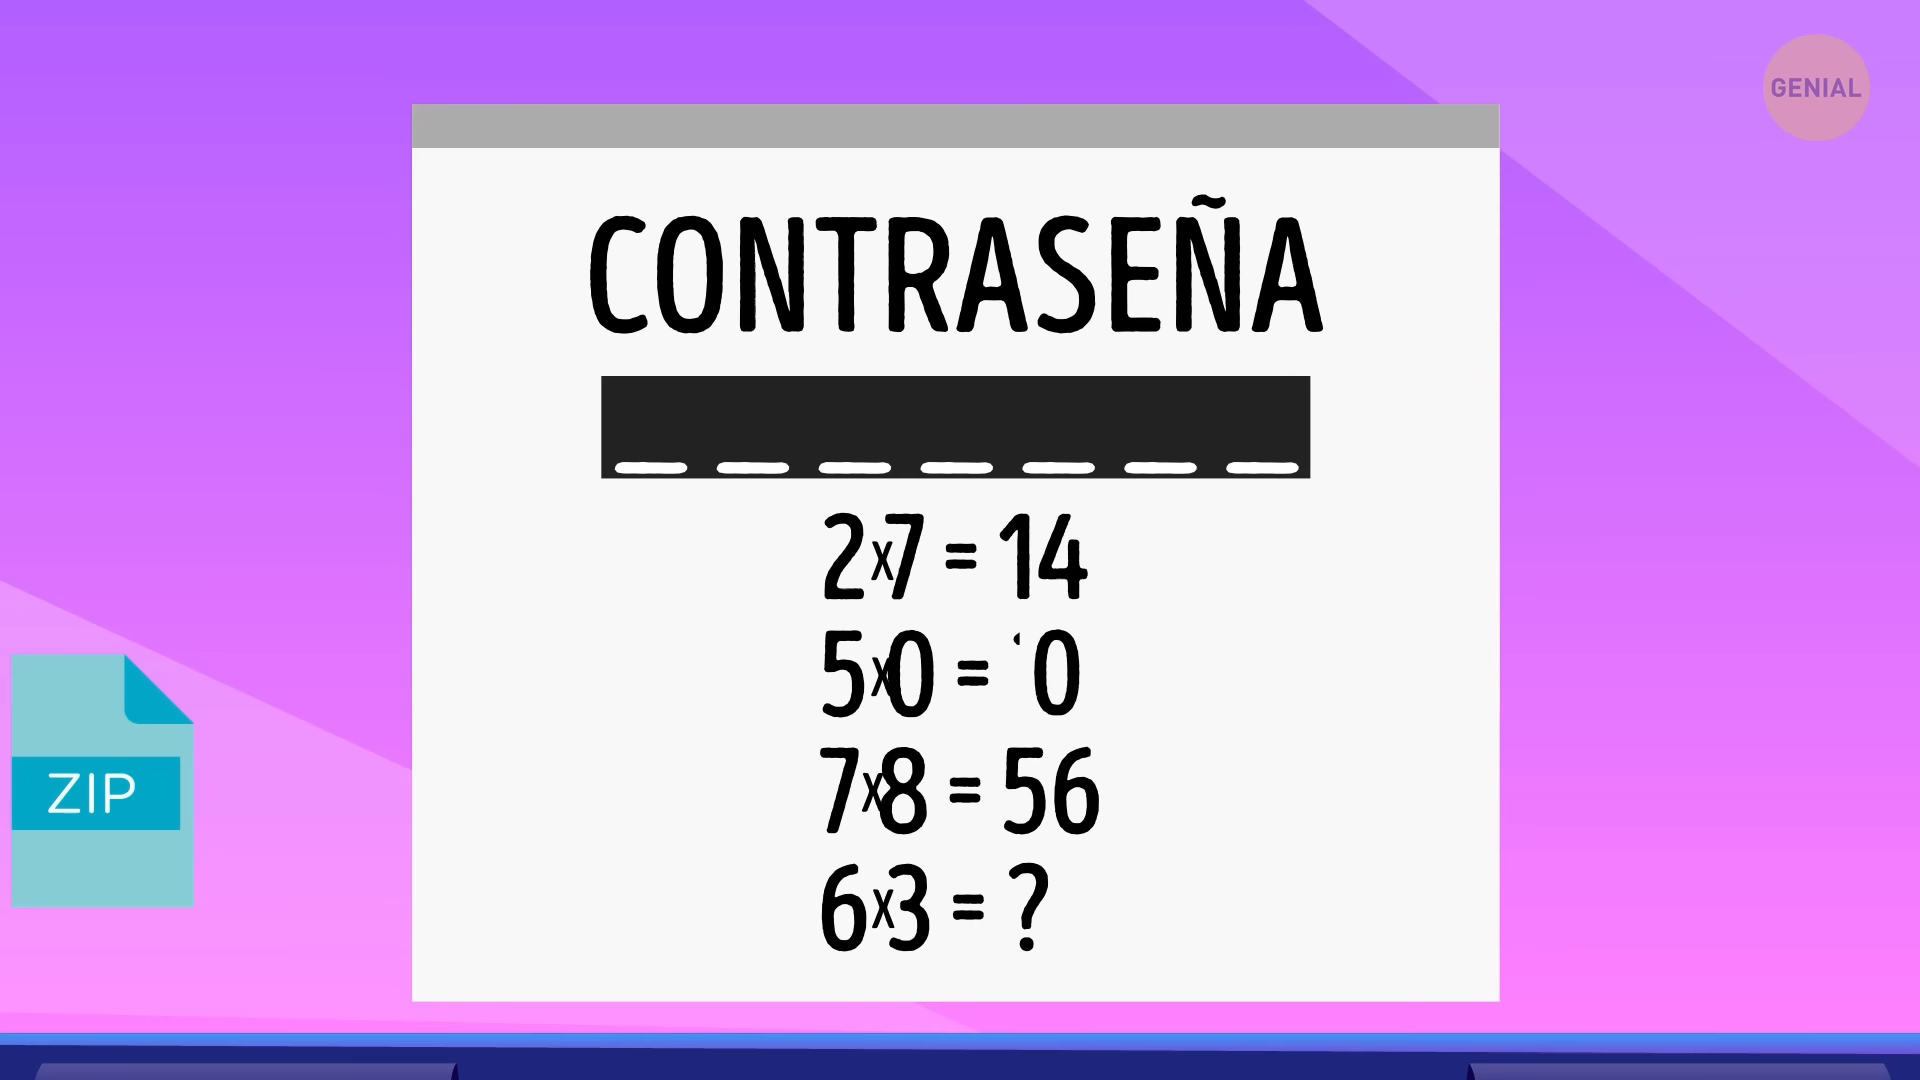 GENIAL
CONTRASEÑA
2x7 = 14
5x0 = 0
7x8 = 56
6x3 = ?
ZIP